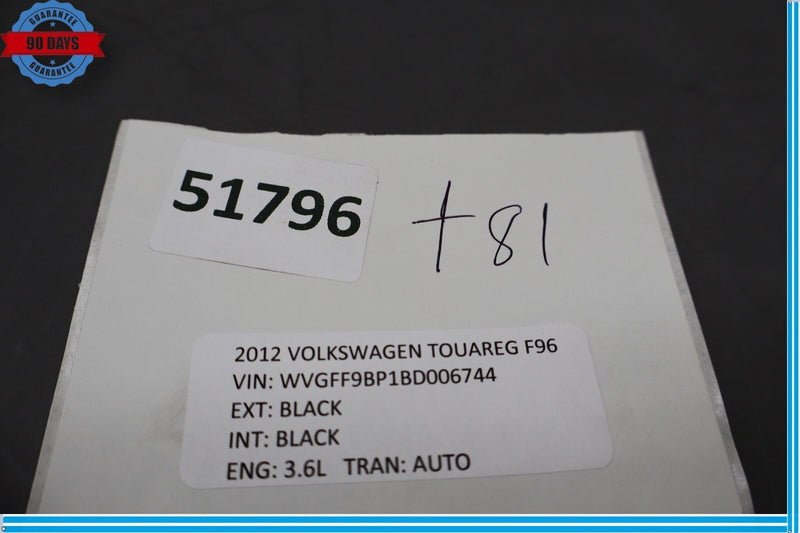 GUARANTEE
90 DAYS
GUARANTEE
51796
+81
2012 VOLKSWAGEN TOUAREG F96
VIN: WVGFF9BP1BD006744
EXT: BLACK
INT: BLACK
ENG: 3.6L TRAN: AUTO